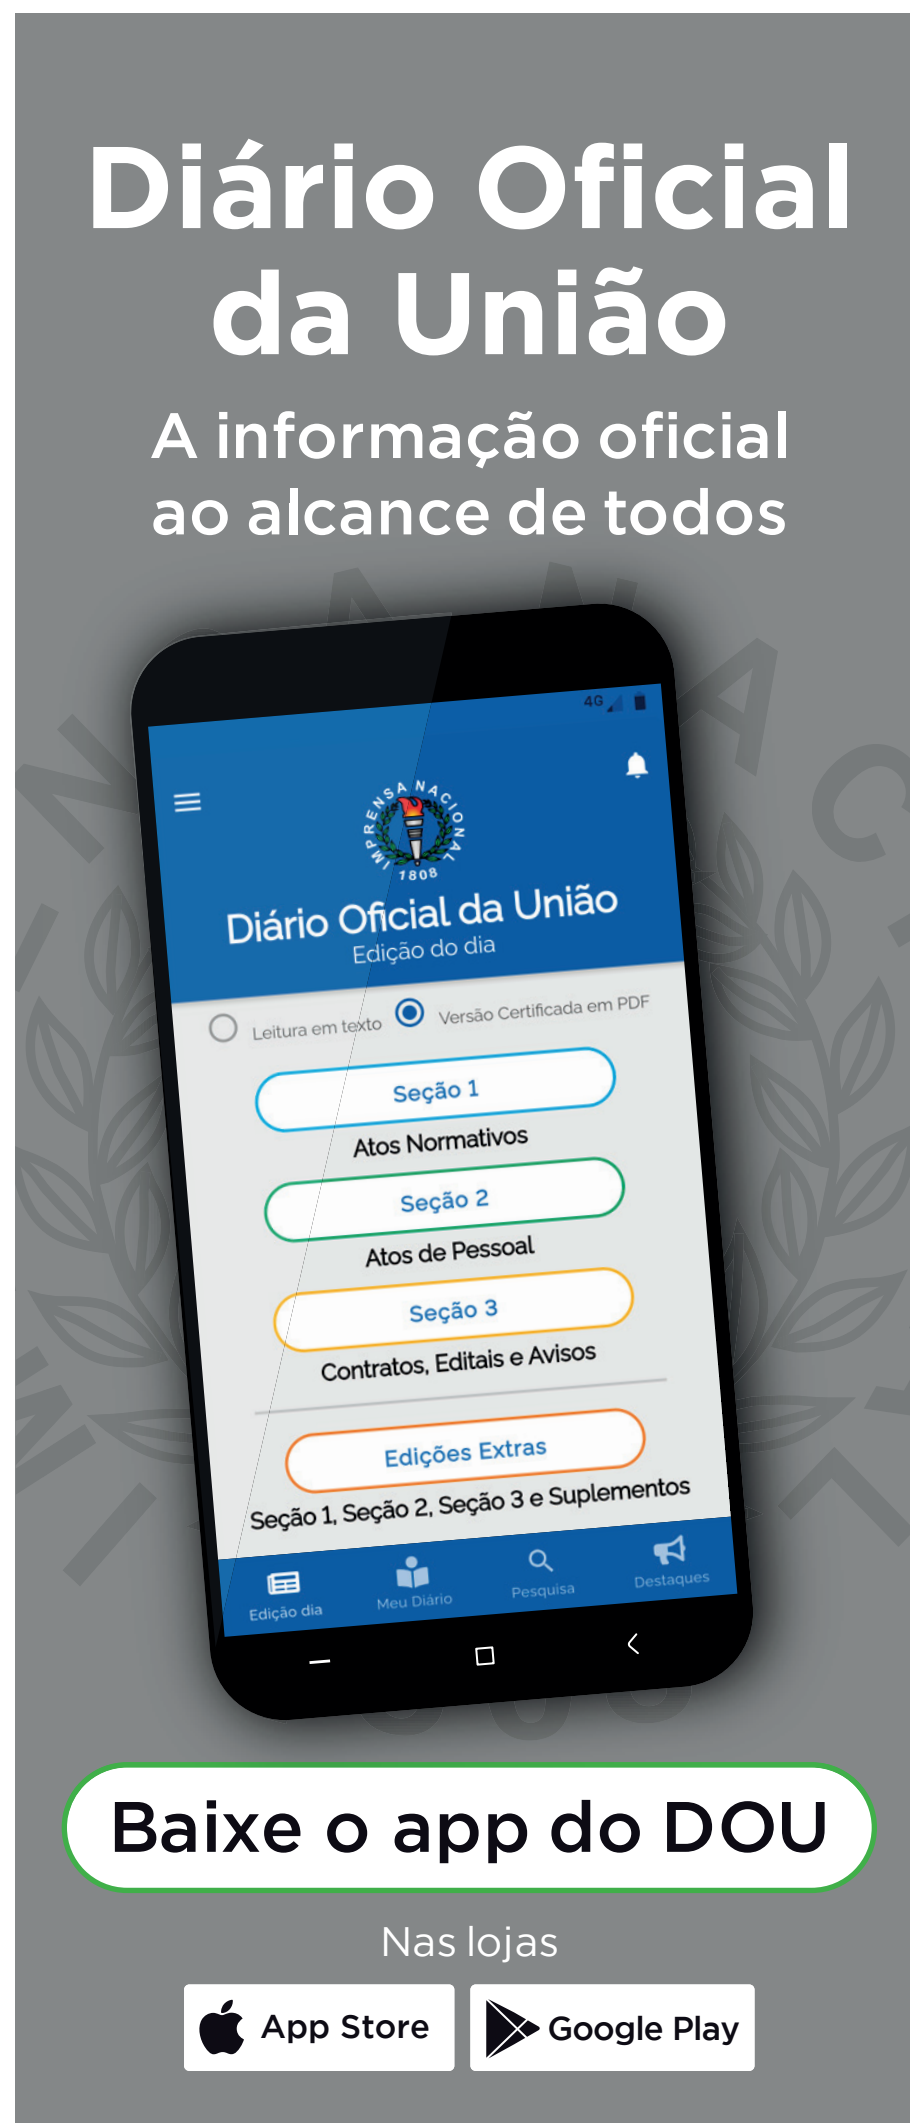 Diário Oficial
da União
A informação oficial
ao alcance de todos
4G
IMPRENSA NACIONAL
1808
Diário Oficial da União
Edição do dia
Leitura em texto
Versão Certificada em PDF
Seção 1
Atos Normativos
Seção 2
Atos de Pessoal
Seção 3
Contratos, Editais e Avisos
Edições Extras
Seção 1, Seção 2, Seção 3 e Suplementos
Edição dia
Meu Diário
Pesquisa
Destaques
Baixe o app do DOU
Nas lojas
App Store
Google Play